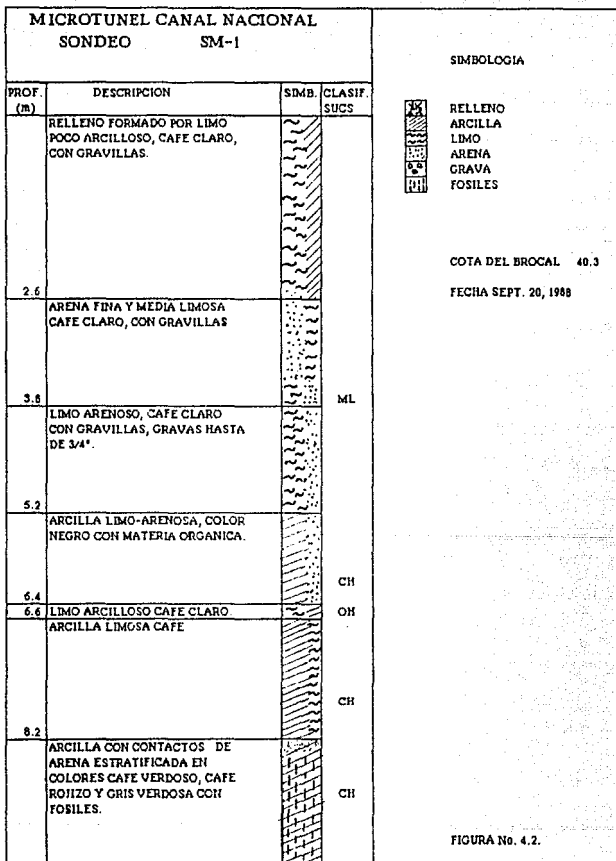 MICROTUNEL CANAL NACIONAL
SONDEO SM-1
PROF. (m)
DESCRIPCION
SIMB.
CLASIF. SUCS
RELLENO FORMADO POR LIMO
POCO ARCILLOSO, CAFE CLARO,
CON GRAVILLAS.
2.6
ARENA FINA Y MEDIA LIMOSA
CAFE CLARO, CON GRAVILLAS
3.8
ML
LIMO ARENOSO, CAFE CLARO
CON GRAVILLAS, GRAVAS HASTA
DE 3/4".
5.2
ARCILLA LIMO-ARENOSA, COLOR
NEGRO CON MATERIA ORGANICA.
CH
6.4
6.6 LIMO ARCILLOSO CAFE CLARO. OH
ARCILLA LIMOSA CAFE
CH
8.2
ARCILLA CON CONTACTOS DE
ARENA ESTRATIFICADA EN
COLORES CAFE VERDOSO, CAFE
ROJIZO Y GRIS VERDOSA CON
FOSILES.
CH
SIMBOLOGIA
RELLENO
ARCILLA
LIMO
ARENA
GRAVA
FOSILES
COTA DEL BROCAL 40.3
FECHA SEPT. 20, 1988
FIGURA No. 4.2.